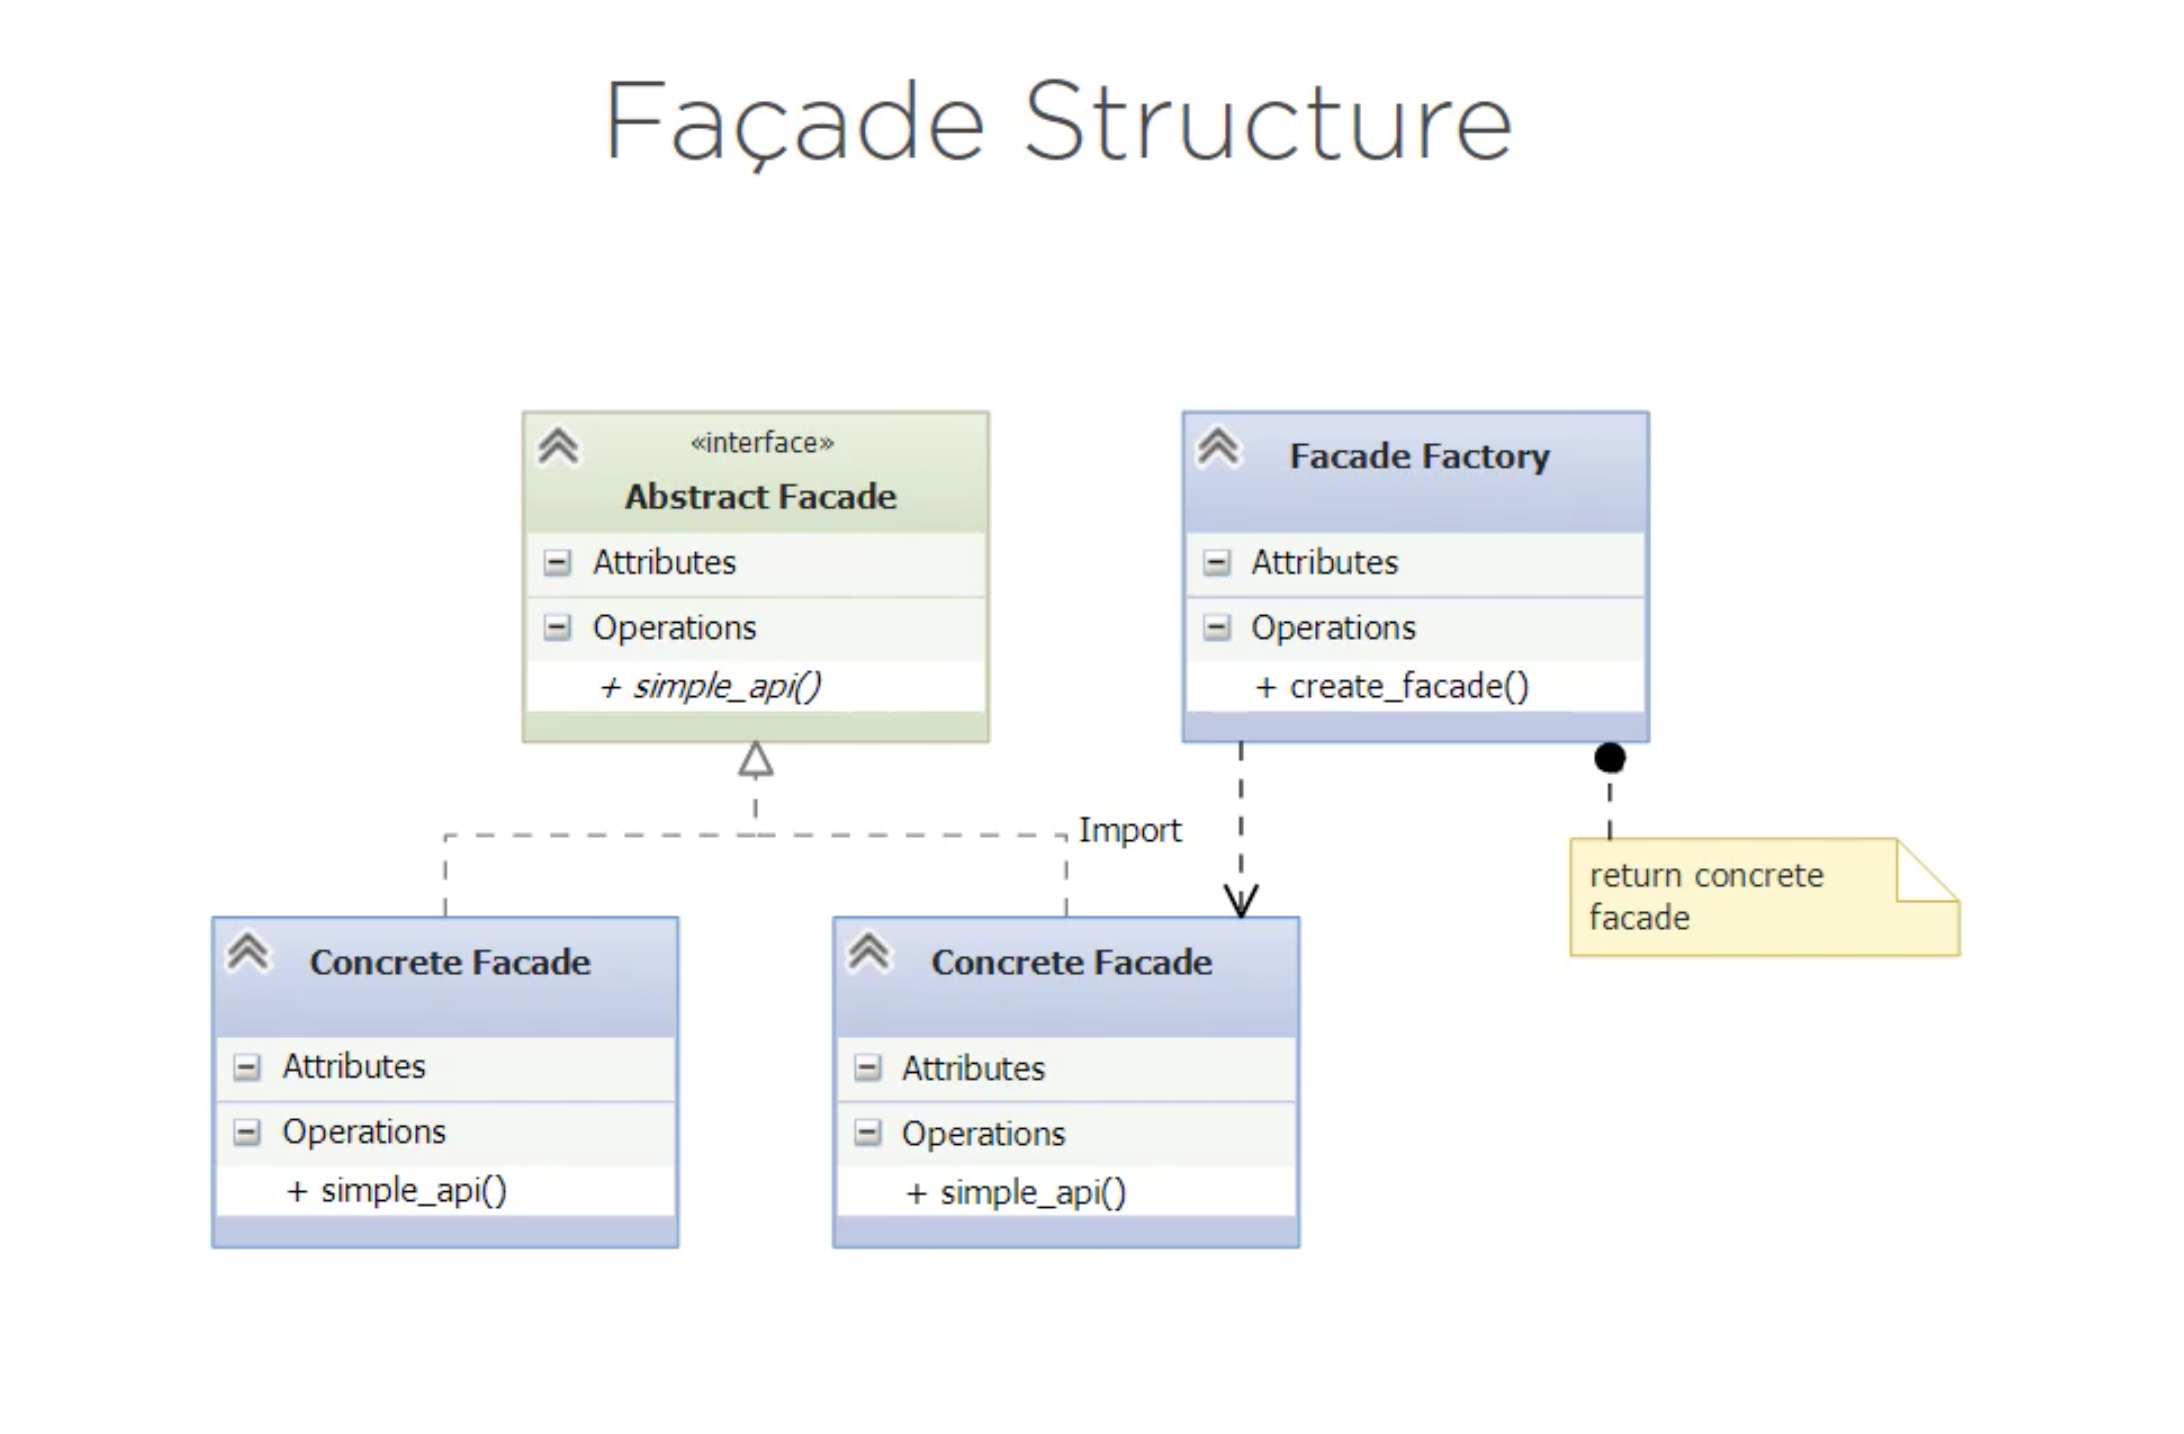 Façade Structure
«interface»
Abstract Facade
Attributes
Operations
+ simple_api()
Facade Factory
Attributes
Operations
+ create_facade()
Import
return concrete
facade
Concrete Facade
Attributes
Operations
+ simple_api()
Concrete Facade
Attributes
Operations
+ simple_api()